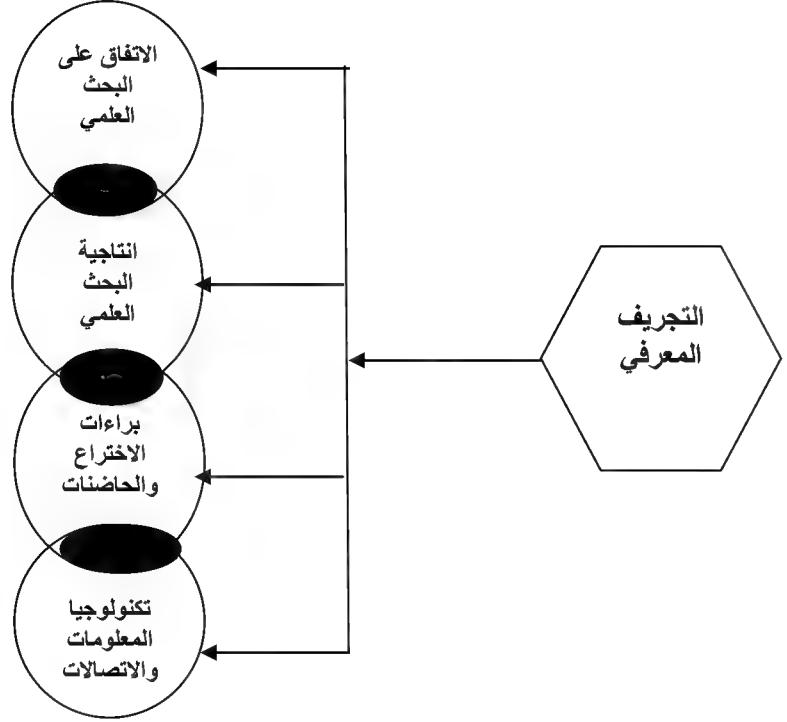 الاتفاق على
البحث
العلمي
انتاجية
البحث
العلمي
براءات
الاختراع
والحاضنات
تكنولوجيا
المعلومات
والاتصالات
التجريف
المعرفي